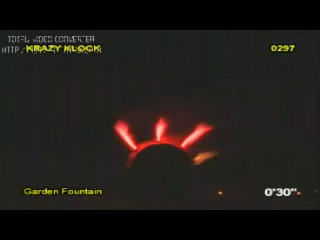 TOTAL VIDEO CONVERTER
KRAZY KLOCK
0297
Garden Fountain
0'30"